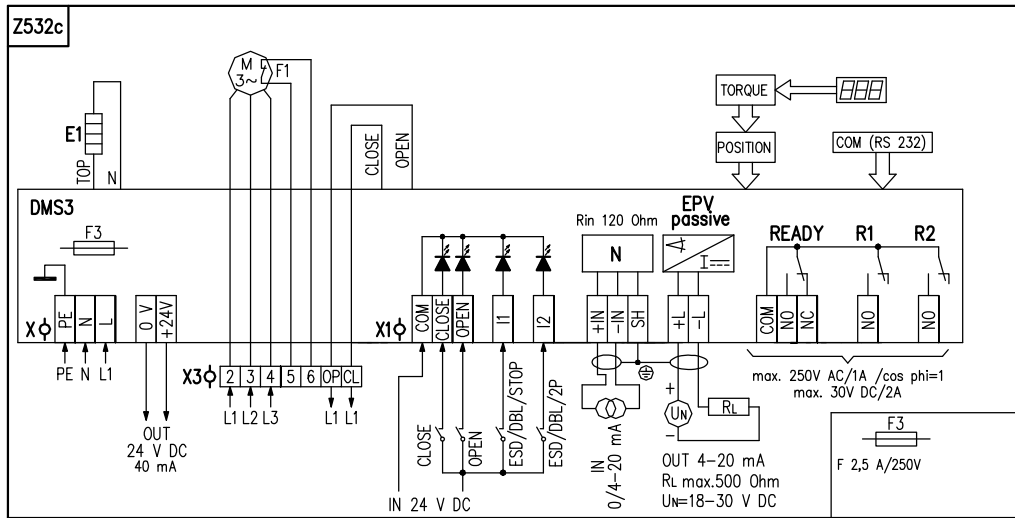 Z532c
M
3~
F1
E1
TOP
N
CLOSE
OPEN
TORQUE
POSITION
COM (RS 232)
DMS3
F3
Rin 120 Ohm
N
EPV
passive
I
READY
R1
R2
X
PE
N
L
0 V
+24V
X1
COM
CLOSE
OPEN
I1
I2
+IN
-IN
SH
+L
-L
COM
NO
NC
NO
NO
PE N L1
X3
2 3 4 5 6 OP CL
L1 L2 L3 L1 L1
OUT
24 V DC
40 mA
CLOSE
OPEN
ESD/DBL/STOP
ESD/DBL/2P
IN 24 V DC
IN
0/4-20 mA
+
UN
-
RL
OUT 4-20 mA
RL max.500 Ohm
UN=18-30 V DC
max. 250V AC/1A /cos phi=1
max. 30V DC/2A
F3
F 2,5 A/250V